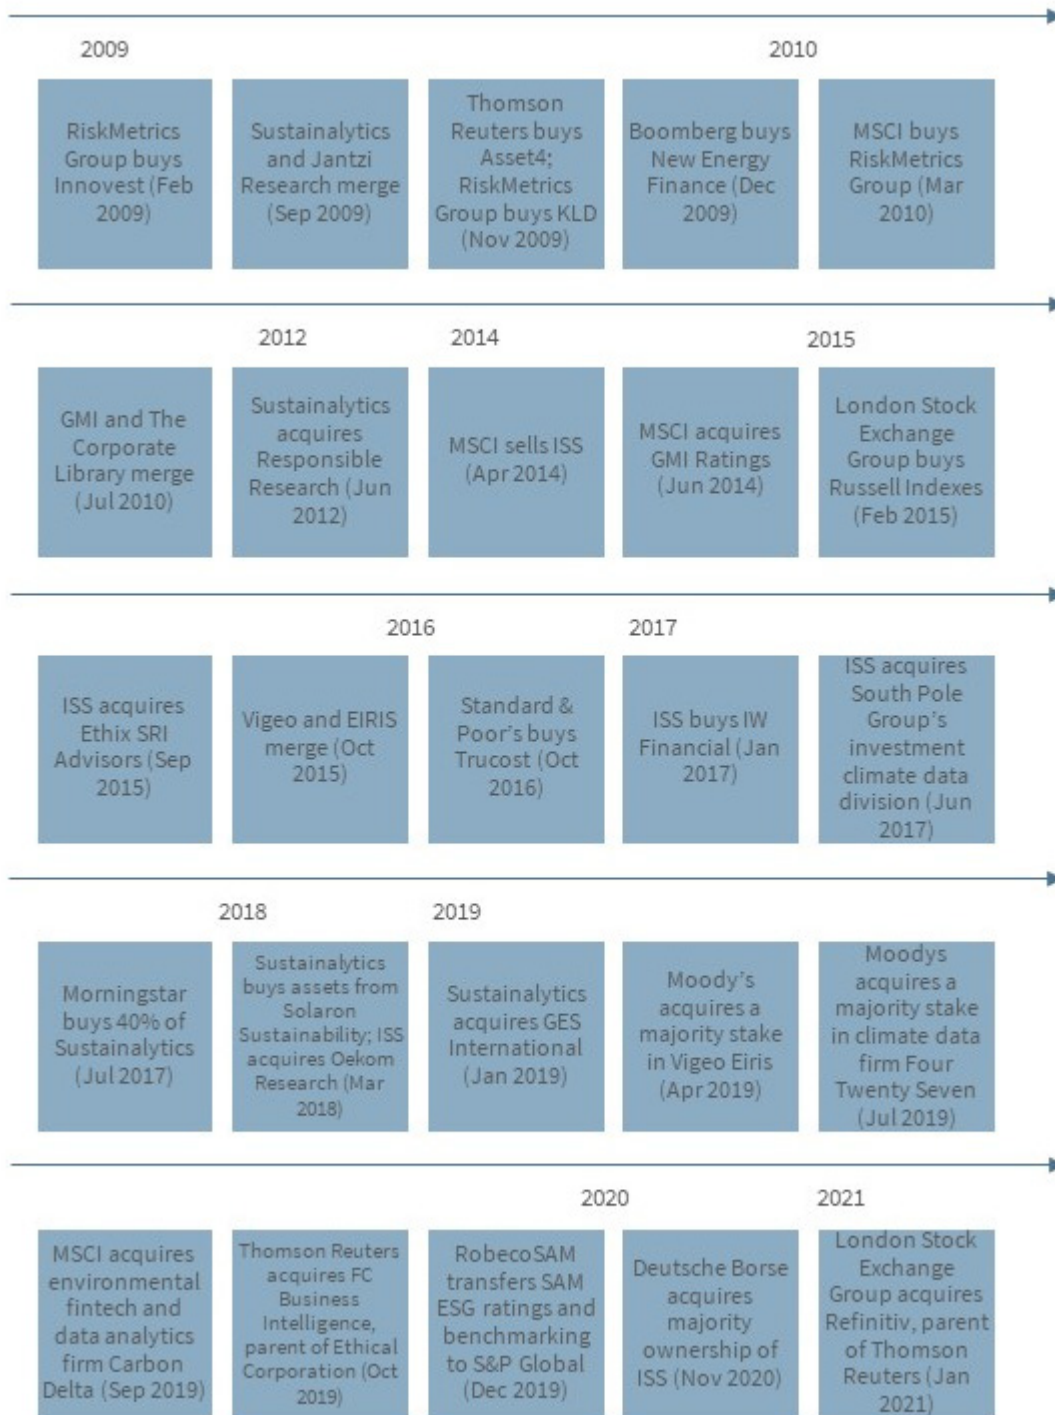 2009
2010
RiskMetrics
Group buys
Innovest (Feb
2009)
Sustainalytics
and Jantzi
Research merge
(Sep 2009)
Thomson
Reuters buys
Asset4;
RiskMetrics
Group buys KLD
(Nov 2009)
Boomberg buys
New Energy
Finance (Dec
2009)
MSCI buys
RiskMetrics
Group (Mar
2010)
2012
2014
2015
GMI and The
Corporate
Library merge
(Jul 2010)
Sustainalytics
acquires
Responsible
Research (Jun
2012)
MSCI sells ISS
(Apr 2014)
MSCI acquires
GMI Ratings
(Jun 2014)
London Stock
Exchange
Group buys
Russell Indexes
(Feb 2015)
2016
2017
ISS acquires
Ethix SRI
Advisors (Sep
2015)
Vigeo and EIRIS
merge (Oct
2015)
Standard &
Poor's buys
Trucost (Oct
2016)
ISS buys IW
Financial (Jan
2017)
ISS acquires
South Pole
Group's
investment
climate data
division (Jun
2017)
2018
2019
Morningstar
buys 40% of
Sustainalytics
(Jul 2017)
Sustainalytics
buys assets from
Solaron
Sustainability; ISS
acquires Oekom
Research (Mar
2018)
Sustainalytics
acquires GES
International
(Jan 2019)
Moody's
acquires a
majority stake
in Vigeo Eiris
(Apr 2019)
Moodys
acquires a
majority stake
in climate data
firm Four
Twenty Seven
(Jul 2019)
2020
2021
MSCI acquires
environmental
fintech and
data analytics
firm Carbon
Delta (Sep 2019)
Thomson Reuters
acquires FC
Business
Intelligence,
parent of Ethical
Corporation (Oct
2019)
RobecoSAM
transfers SAM
ESG ratings and
benchmarking
to S&P Global
(Dec 2019)
Deutsche Borse
acquires
majority
ownership of
ISS (Nov 2020)
London Stock
Exchange
Group acquires
Refinitiv, parent
of Thomson
Reuters (Jan
2021)